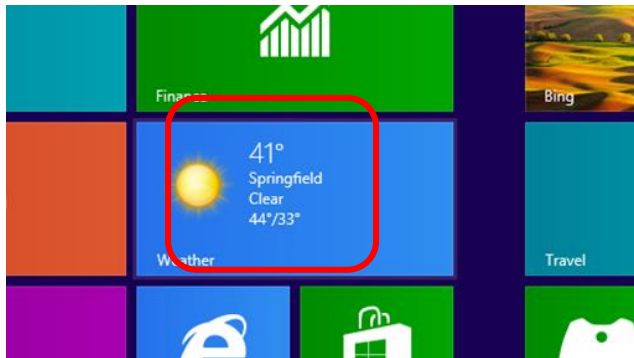 Finance
Bing
41°
Springfield
Clear
44°/33°
Weather
Travel